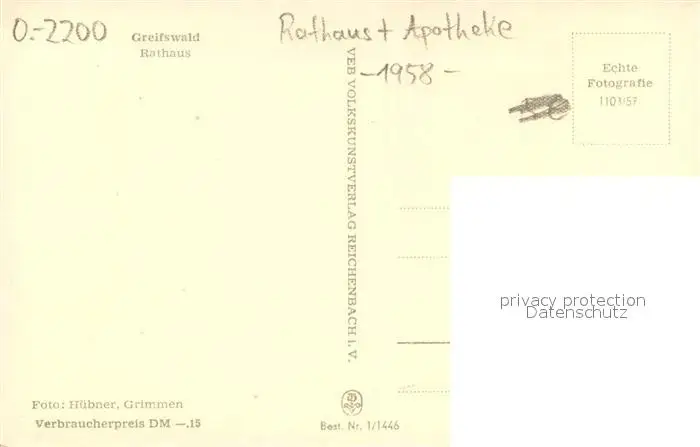 O.-2200
Greifswald
Rathaus
Rathaus + Apotheke
-1958-
VEB VOLKSKUNSTVERLAG REICHENBACH i. V.
Echte
Fotografie
1103/57
privacy protection
Datenschutz
Foto: Hübner, Grimmen
Verbraucherpreis DM —.15
Best. Nr. 1/1446